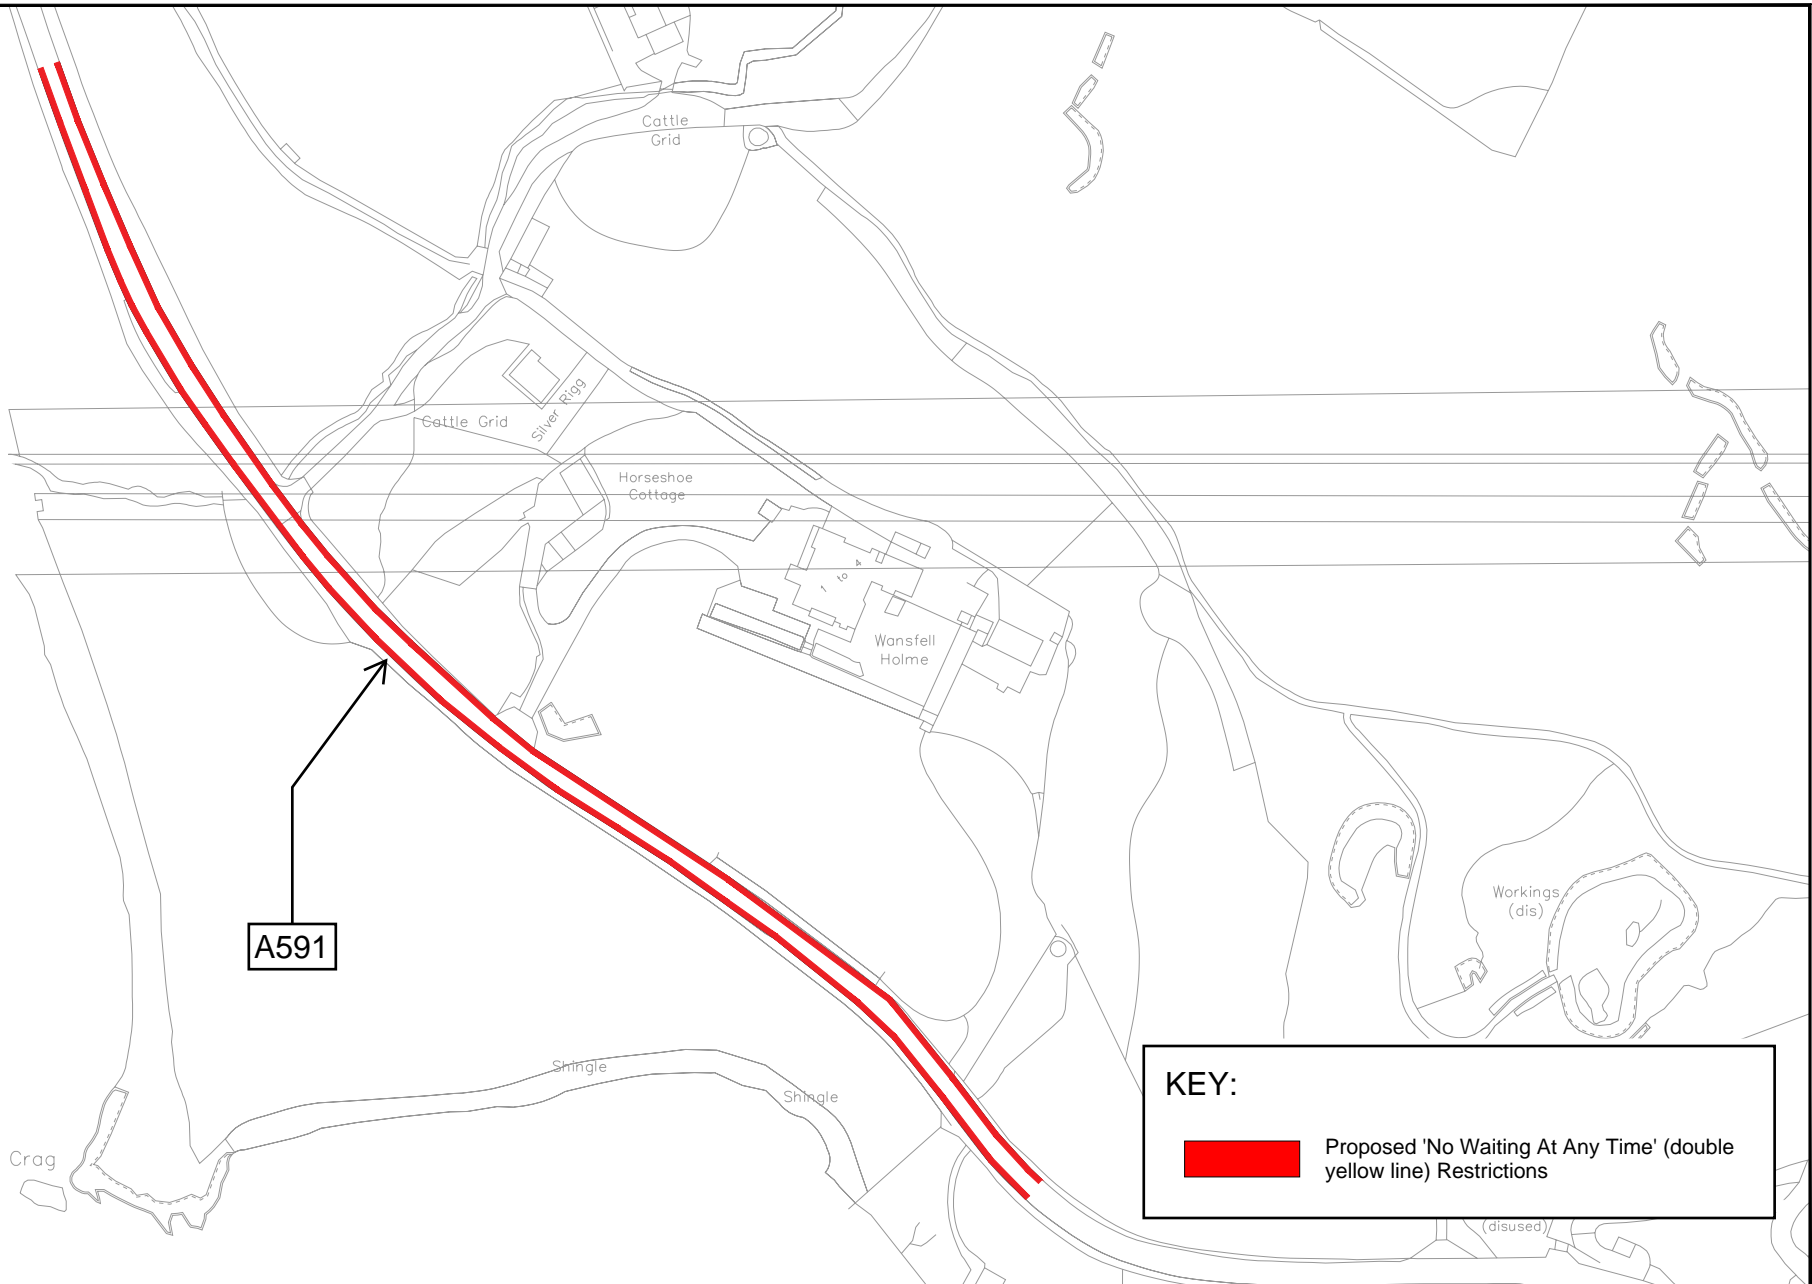 Cattle
Grid
Cattle Grid
Silver Rigg
Horseshoe
Cottage
1 to 4
Wansfell
Holme
Workings
(dis)
A591
Shingle
Shingle
Crag
KEY:
Proposed 'No Waiting At Any Time' (double
yellow line) Restrictions
(disused)